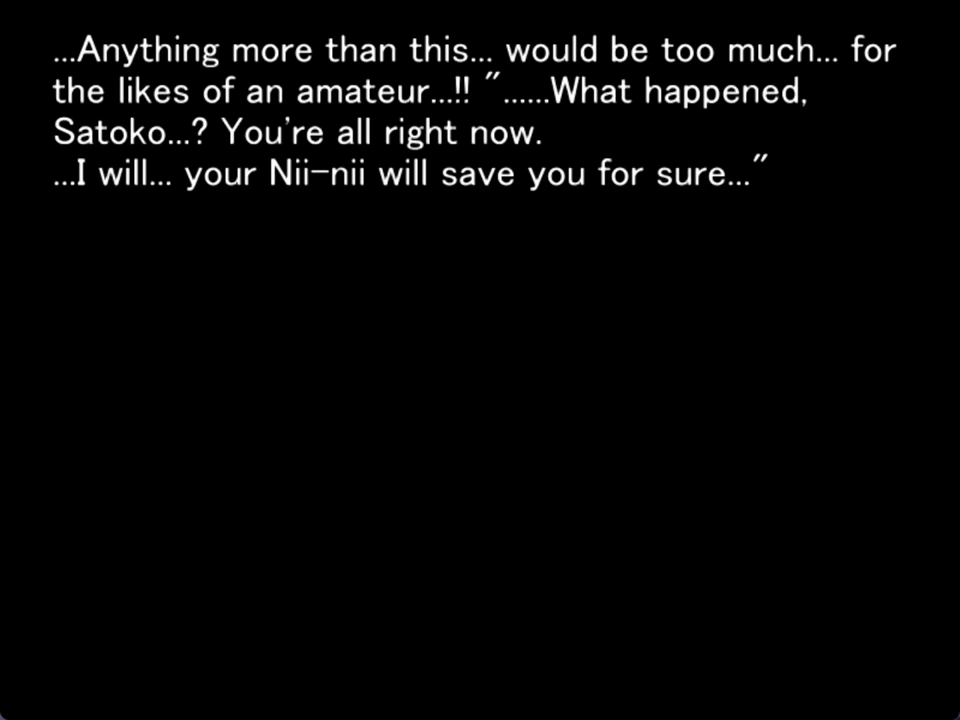 ...Anything more than this... would be too much... for
the likes of an amateur...!! "......What happened,
Satoko...? You're all right now.
...I will... your Nii-nii will save you for sure..."